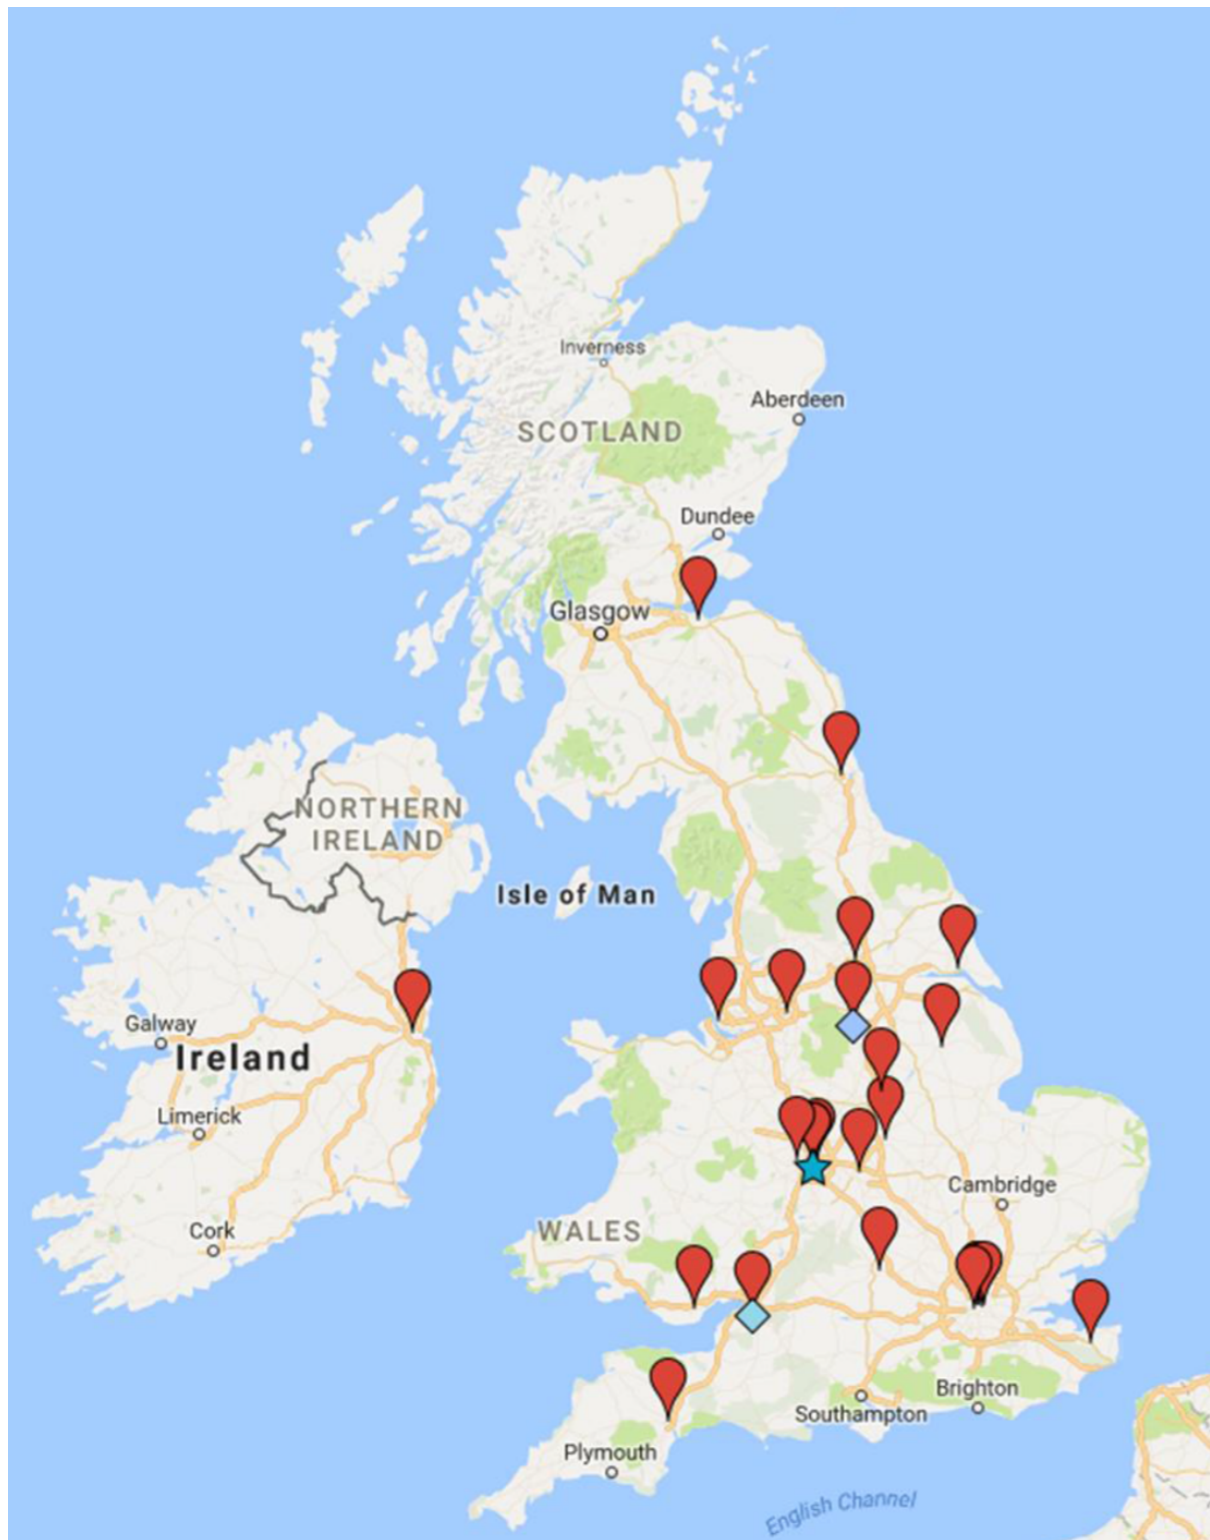 Inverness
Aberdeen
SCOTLAND
Dundee
Glasgow
NORTHERN
IRELAND
Isle of Man
Galway
Ireland
Limerick
Cambridge
Cork
WALES
Brighton
Southampton
Plymouth
English Channel